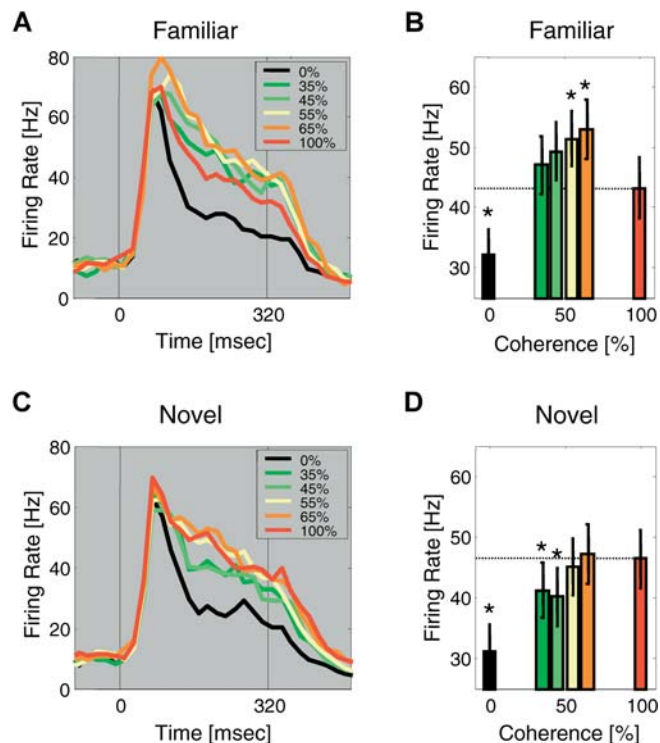 A Familiar
80
60
40
20
0
Firing Rate [Hz]
0%
35%
45%
55%
65%
100%
0 320
Time [msec]
B Familiar
60
50
40
30
Firing Rate [Hz]
*
*
*
0 50 100
Coherence [%]
C Novel
80
60
40
20
0
Firing Rate [Hz]
0%
35%
45%
55%
65%
100%
0 320
Time [msec]
D Novel
60
50
40
30
Firing Rate [Hz]
*
*
*
0 50 100
Coherence [%]